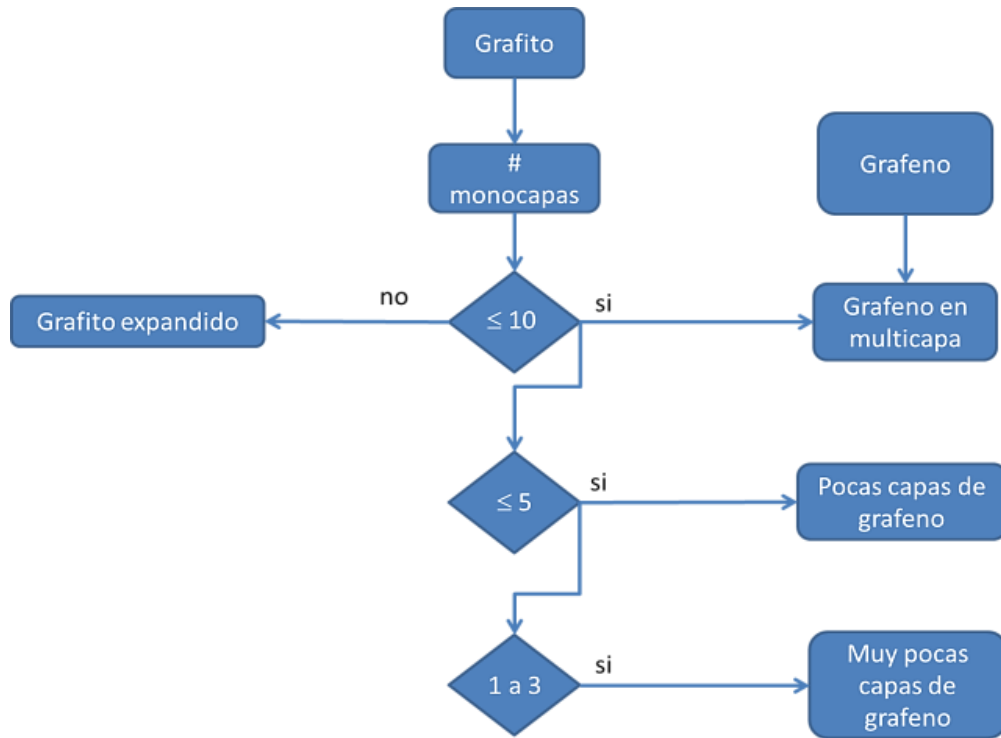 Grafito
#
monocapas
Grafeno
no
si
Grafito expandido
≤ 10
Grafeno en
multicapa
si
≤ 5
Pocas capas de
grafeno
si
1 a 3
Muy pocas
capas de
grafeno